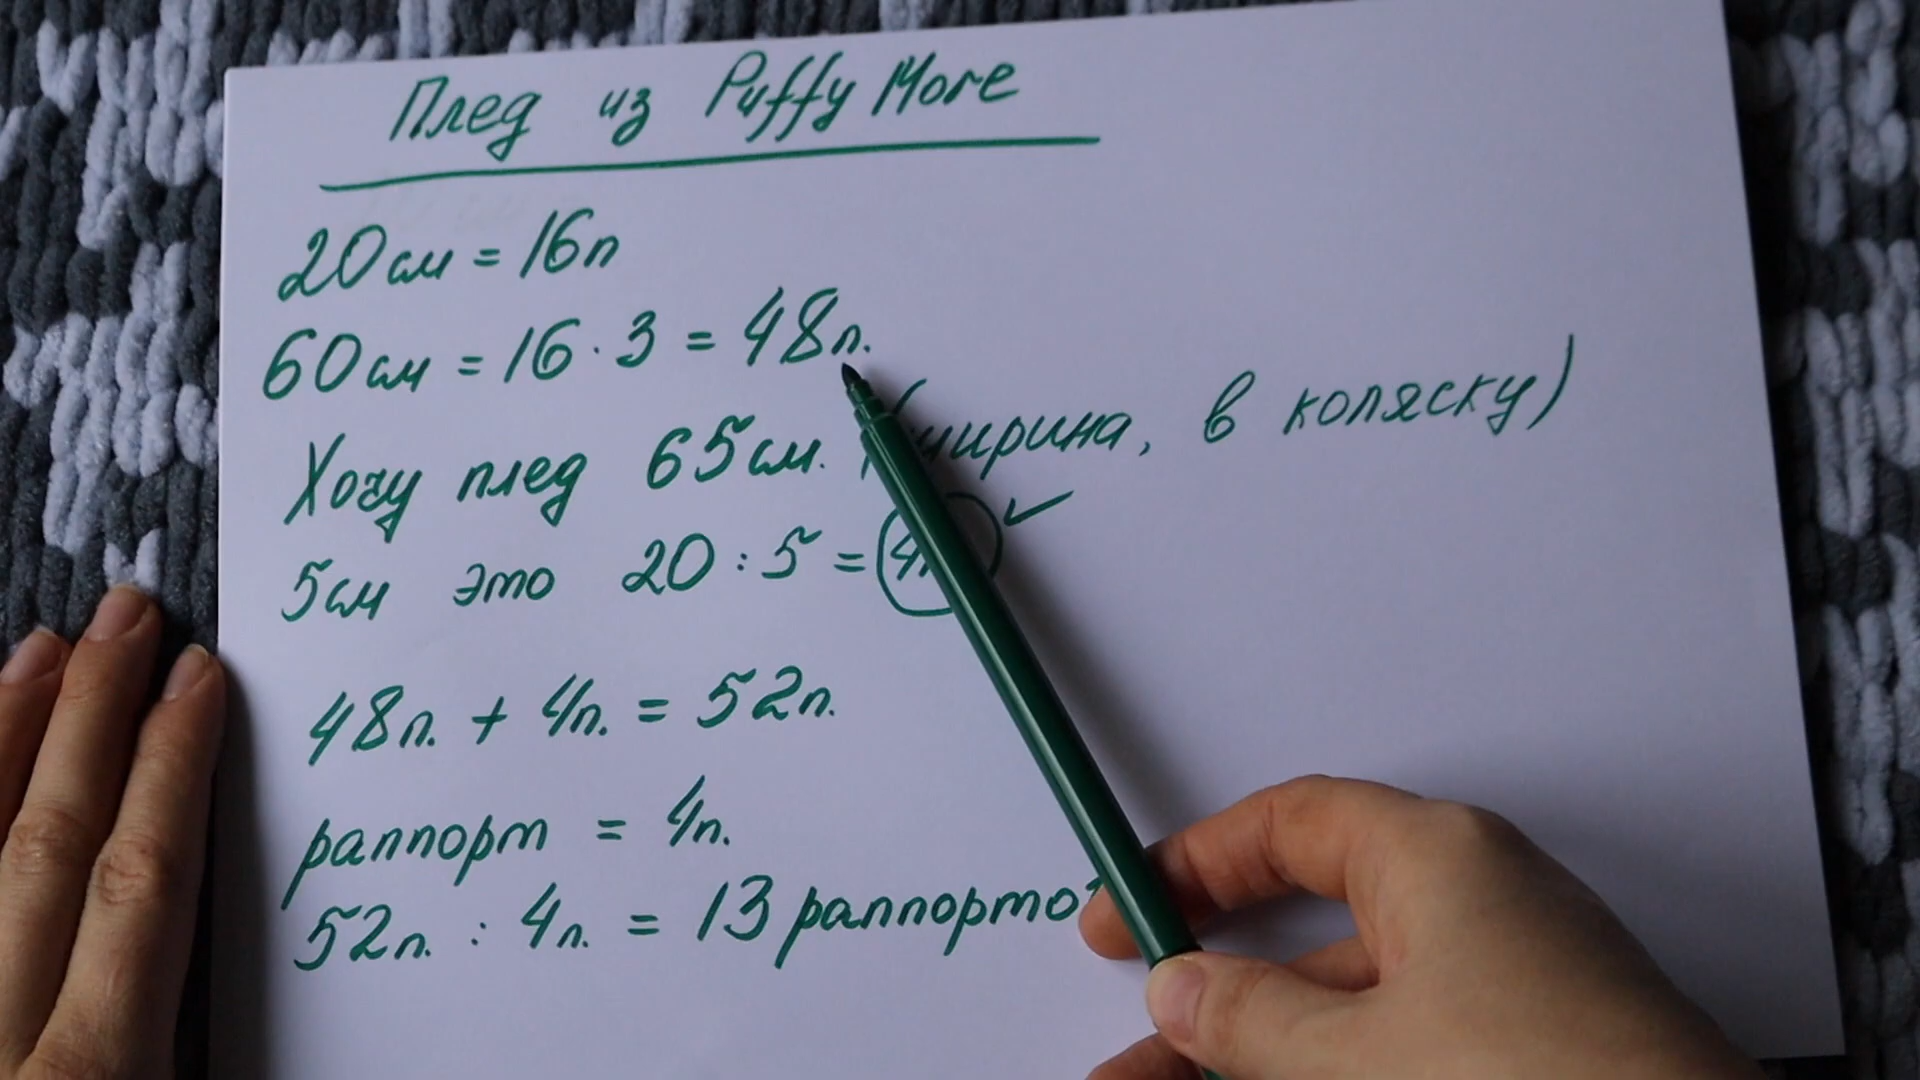 Плед из Puffy More
20см = 16п
60см = 16 · 3 = 48п.
Хочу плед 65см. (ширина, в коляску)
5см это 20 : 5 = 4п ✓
48п. + 4п. = 52п.
раппорт = 4п.
52п. : 4п. = 13